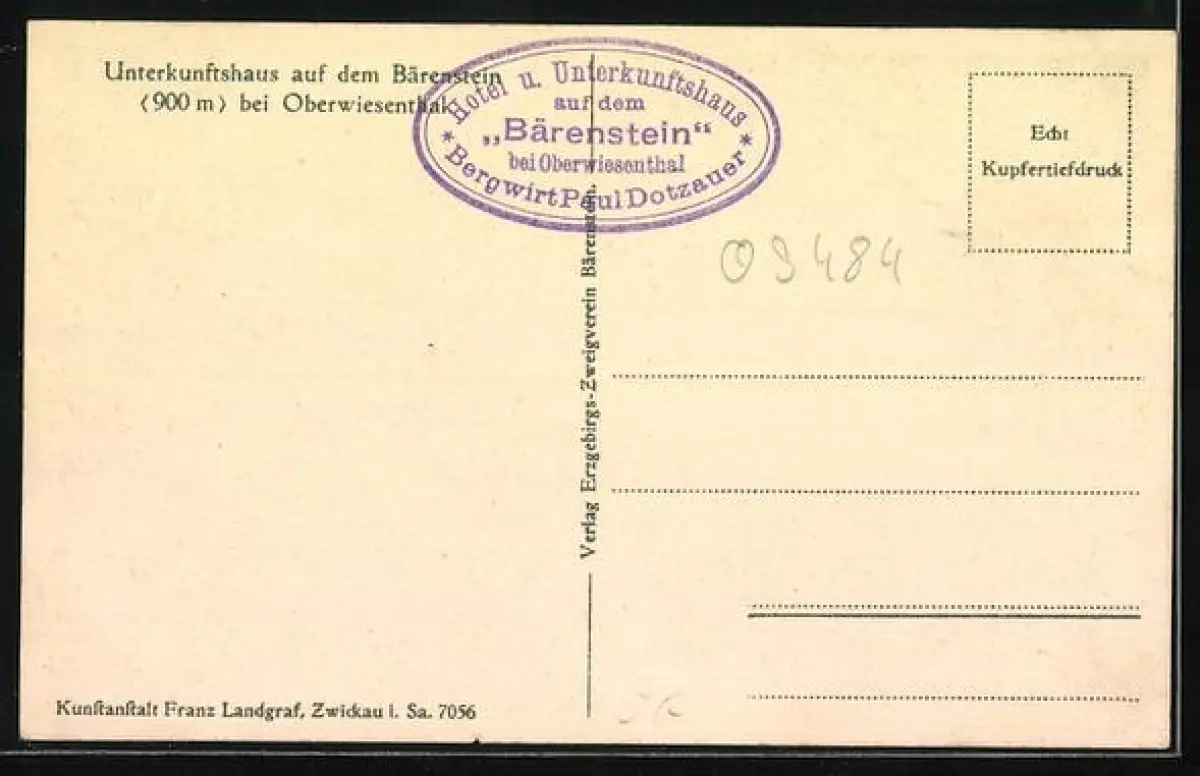 Unterkunftshaus auf dem Bärenstein
(900 m) bei Oberwiesenthal
* Hotel u. Unterkunftshaus *
auf dem
„Bärenstein“
bei Oberwiesenthal
Bergwirt Paul Dotzauer
Echt
Kupfertiefdruck
09484
Verlag Erzgebirgs-Zweigverein Bärenstein.
Kunſtanſtalt Franz Landgraf, Zwickau i. Sa. 7056